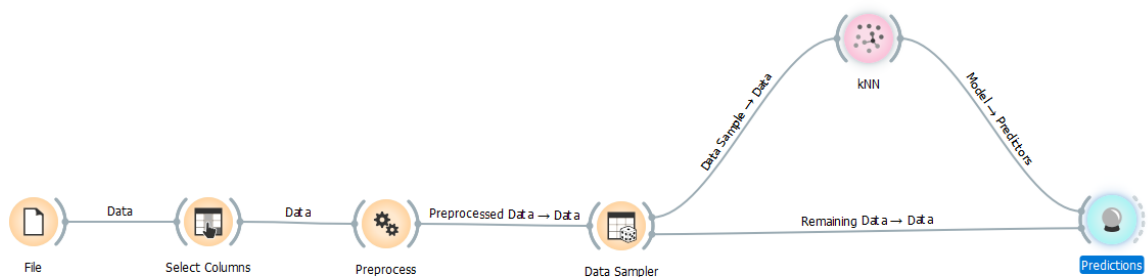 kNN
Data Sample → Data
Model → Predictors
Data
Data
Preprocessed Data → Data
Remaining Data → Data
File
Select Columns
Preprocess
Data Sampler
Predictions